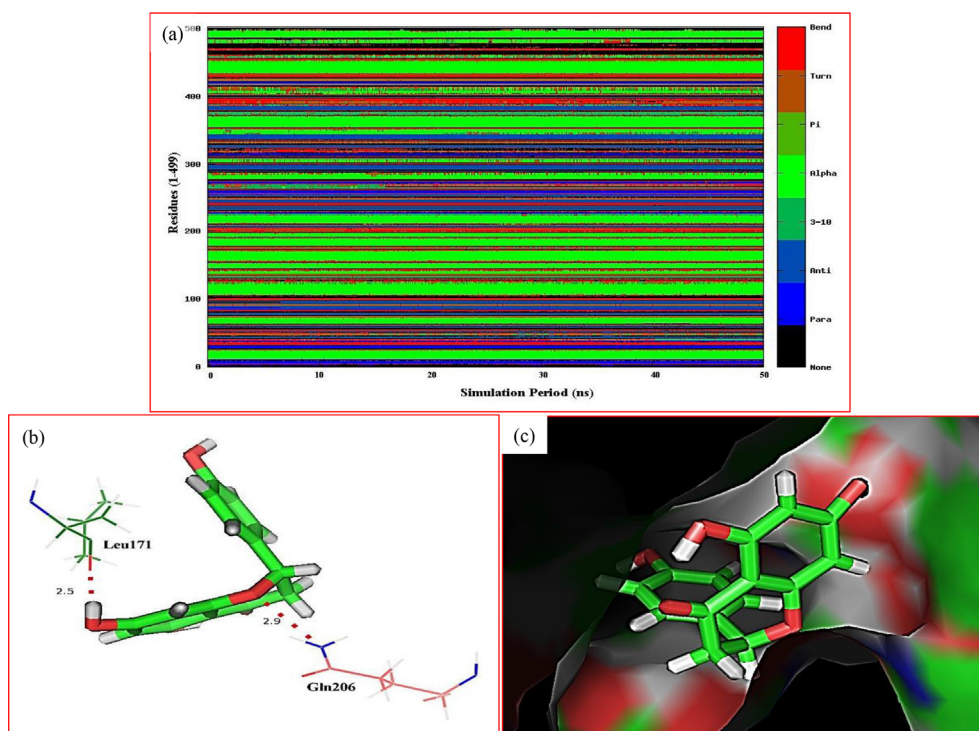 (a)
500
400
300
200
100
0
Residues (1-499)
0 10 20 30 40 50
Simulation Period (ns)
Bend
Turn
Pi
Alpha
3-10
Anti
Para
None
(b)
Leu171
2.5
2.9
Gln206
(c)